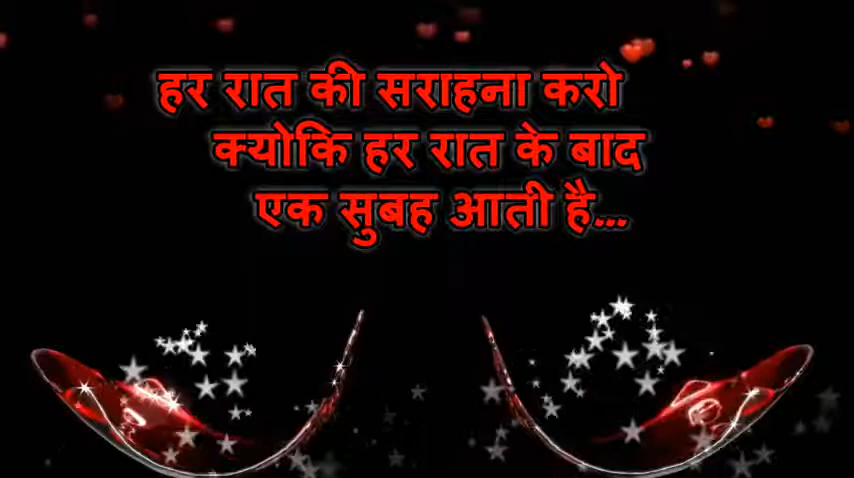 हर रात की सराहना करो
क्योकि हर रात के बाद
एक सुबह आती है...